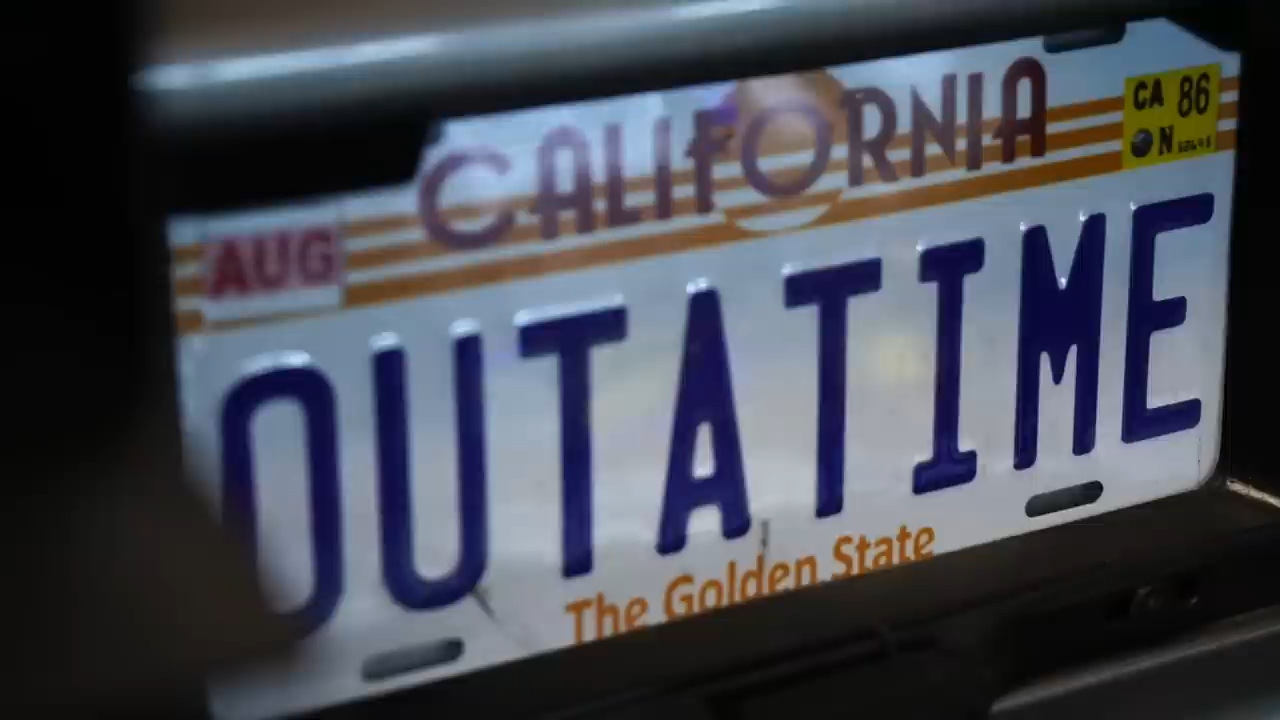 CALIFORNIA
AUG
CA 86
N
OUTATIME
The Golden State